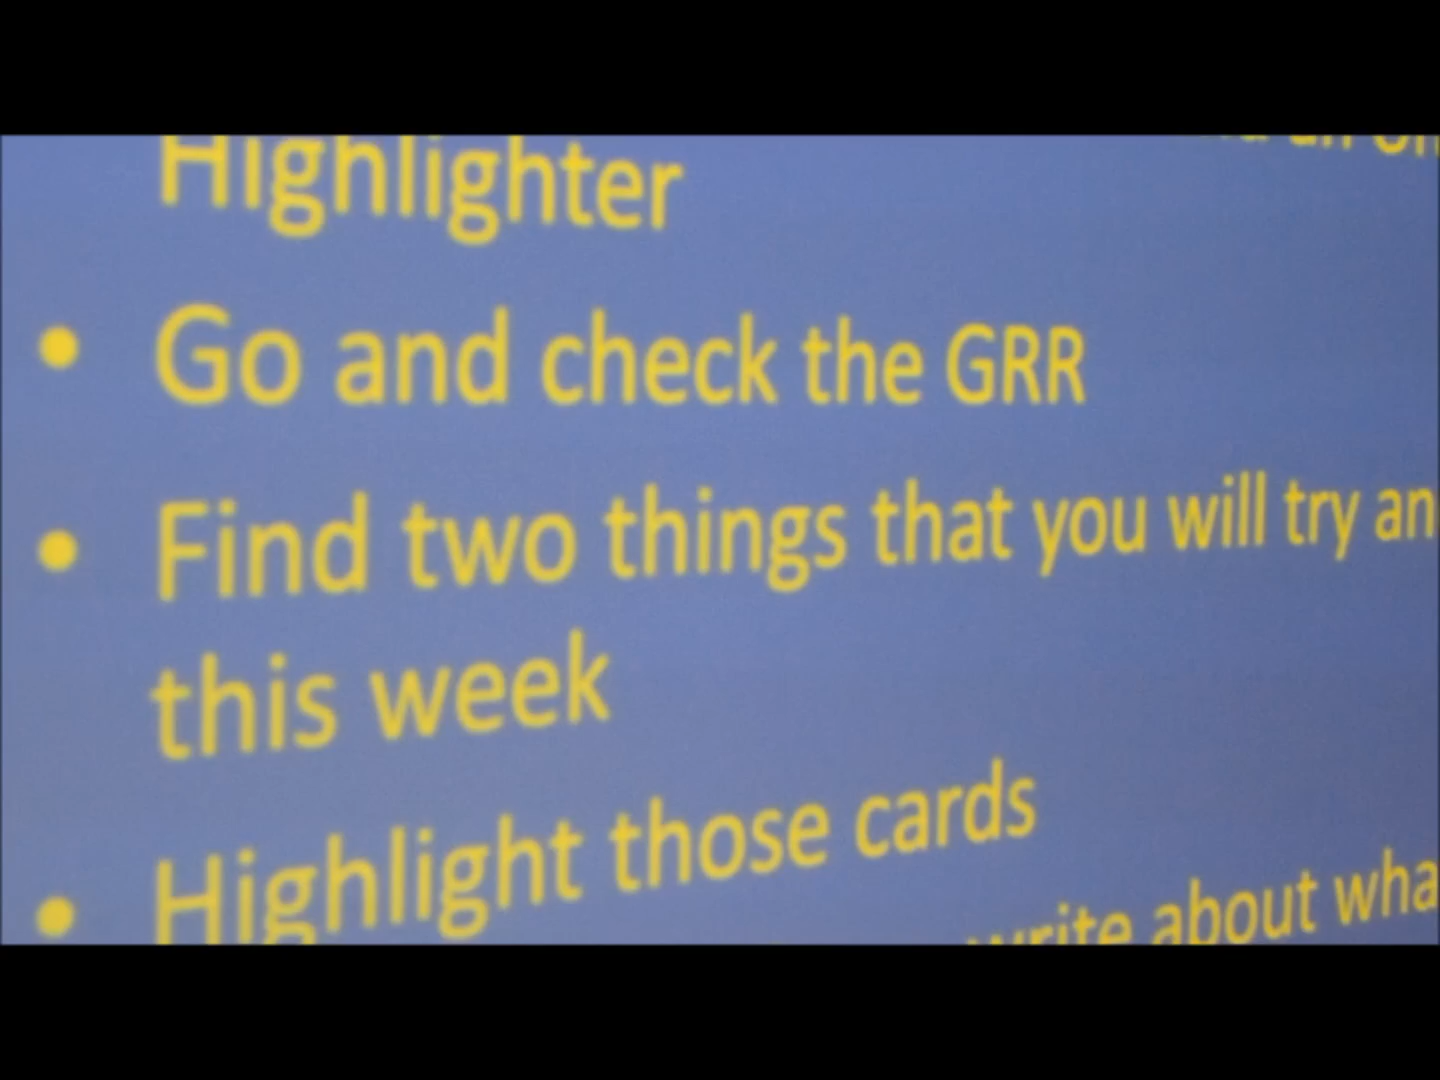 Highlighter
• Go and check the GRR
• Find two things that you will try an
this week
• Highlight those cards
write about wha